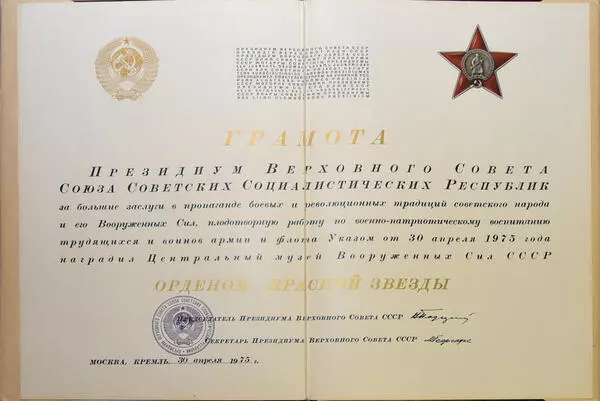 ГРАМОТА
ПРЕЗИДИУМ ВЕРХОВНОГО СОВЕТА
СОЮЗА СОВЕТСКИХ СОЦИАЛИСТИЧЕСКИХ РЕСПУБЛИК
за большие заслуги в пропаганде боевых и революционных традиций советского народа
и его Вооруженных Сил, плодотворную работу по военно-патриотическому воспитанию
трудящихся и воинов армии и флота Указом от 30 апреля 1975 года
наградил Центральный музей Вооруженных Сил СССР
ОРДЕНОМ КРАСНОЙ ЗВЕЗДЫ
ПРЕДСЕДАТЕЛЬ ПРЕЗИДИУМА ВЕРХОВНОГО СОВЕТА СССР
СЕКРЕТАРЬ ПРЕЗИДИУМА ВЕРХОВНОГО СОВЕТА СССР
МОСКВА, КРЕМЛЬ. 30 апреля 1975 г.